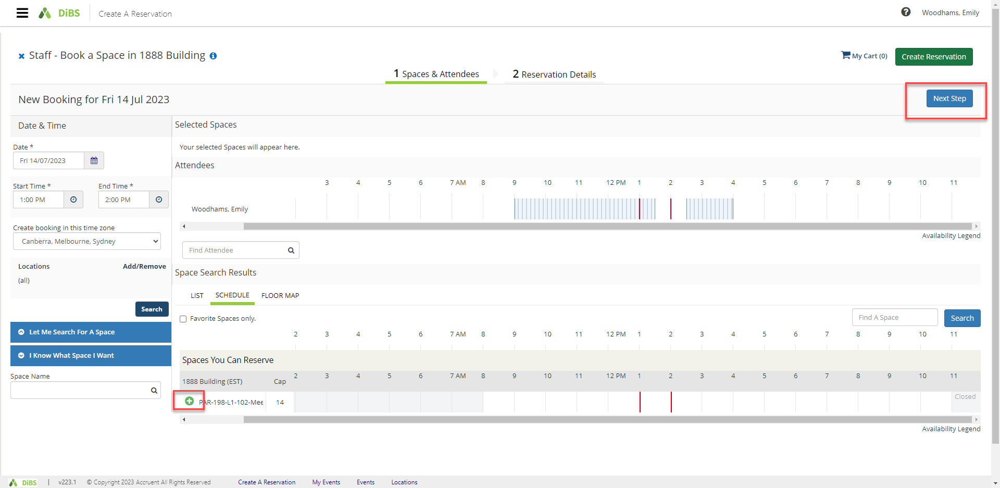 DiBS
Create A Reservation
Woodhams, Emily
Staff - Book a Space in 1888 Building
My Cart (0)
Create Reservation
1 Spaces & Attendees
2 Reservation Details
New Booking for Fri 14 Jul 2023
Next Step
Date & Time
Selected Spaces
Date *
Fri 14/07/2023
Your selected Spaces will appear here.
Attendees
Start Time *
End Time *
1:00 PM
2:00 PM
3 4 5 6 7 AM 8 9 10 11 12 PM 1 2 3 4 5 6 7 8 9 10 11
Woodhams, Emily
Create booking in this time zone
Canberra, Melbourne, Sydney
Availability Legend
Find Attendee
Locations
Add/Remove
(all)
Search
Space Search Results
LIST
SCHEDULE
FLOOR MAP
Favorite Spaces only.
Find A Space
Search
Let Me Search For A Space
I Know What Space I Want
Space Name
2 3 4 5 6 7 AM 8 9 10 11 12 PM 1 2 3 4 5 6 7 8 9 10 11
Spaces You Can Reserve
1888 Building (EST)
Cap
2 3 4 5 6 7 AM 8 9 10 11 12 PM 1 2 3 4 5 6 7 8 9 10 11
PAR-198-L1-102-Mee
14
Closed
Availability Legend
DiBS
| v223.1
© Copyright 2023 Accruent All Rights Reserved
Create A Reservation
My Events
Events
Locations